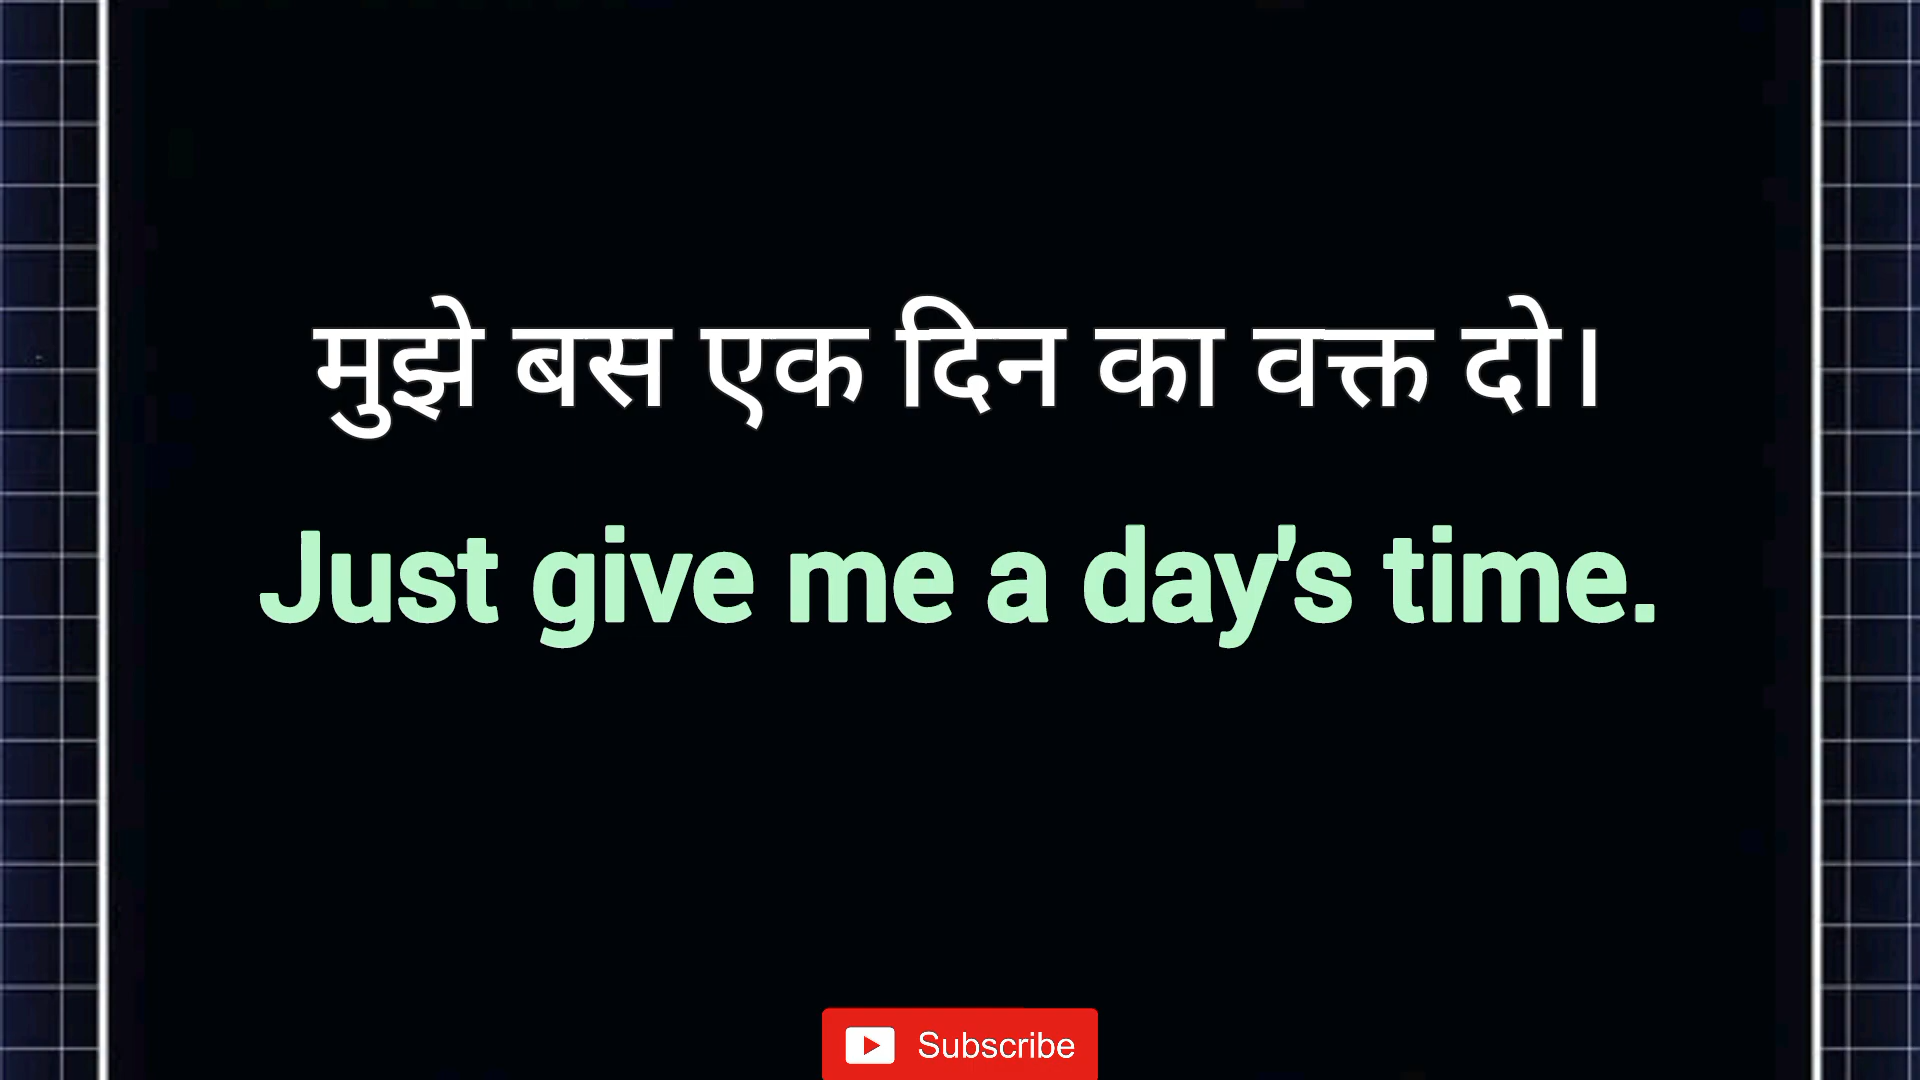 मुझे बस एक दिन का वक्त दो।
Just give me a day's time.
Subscribe